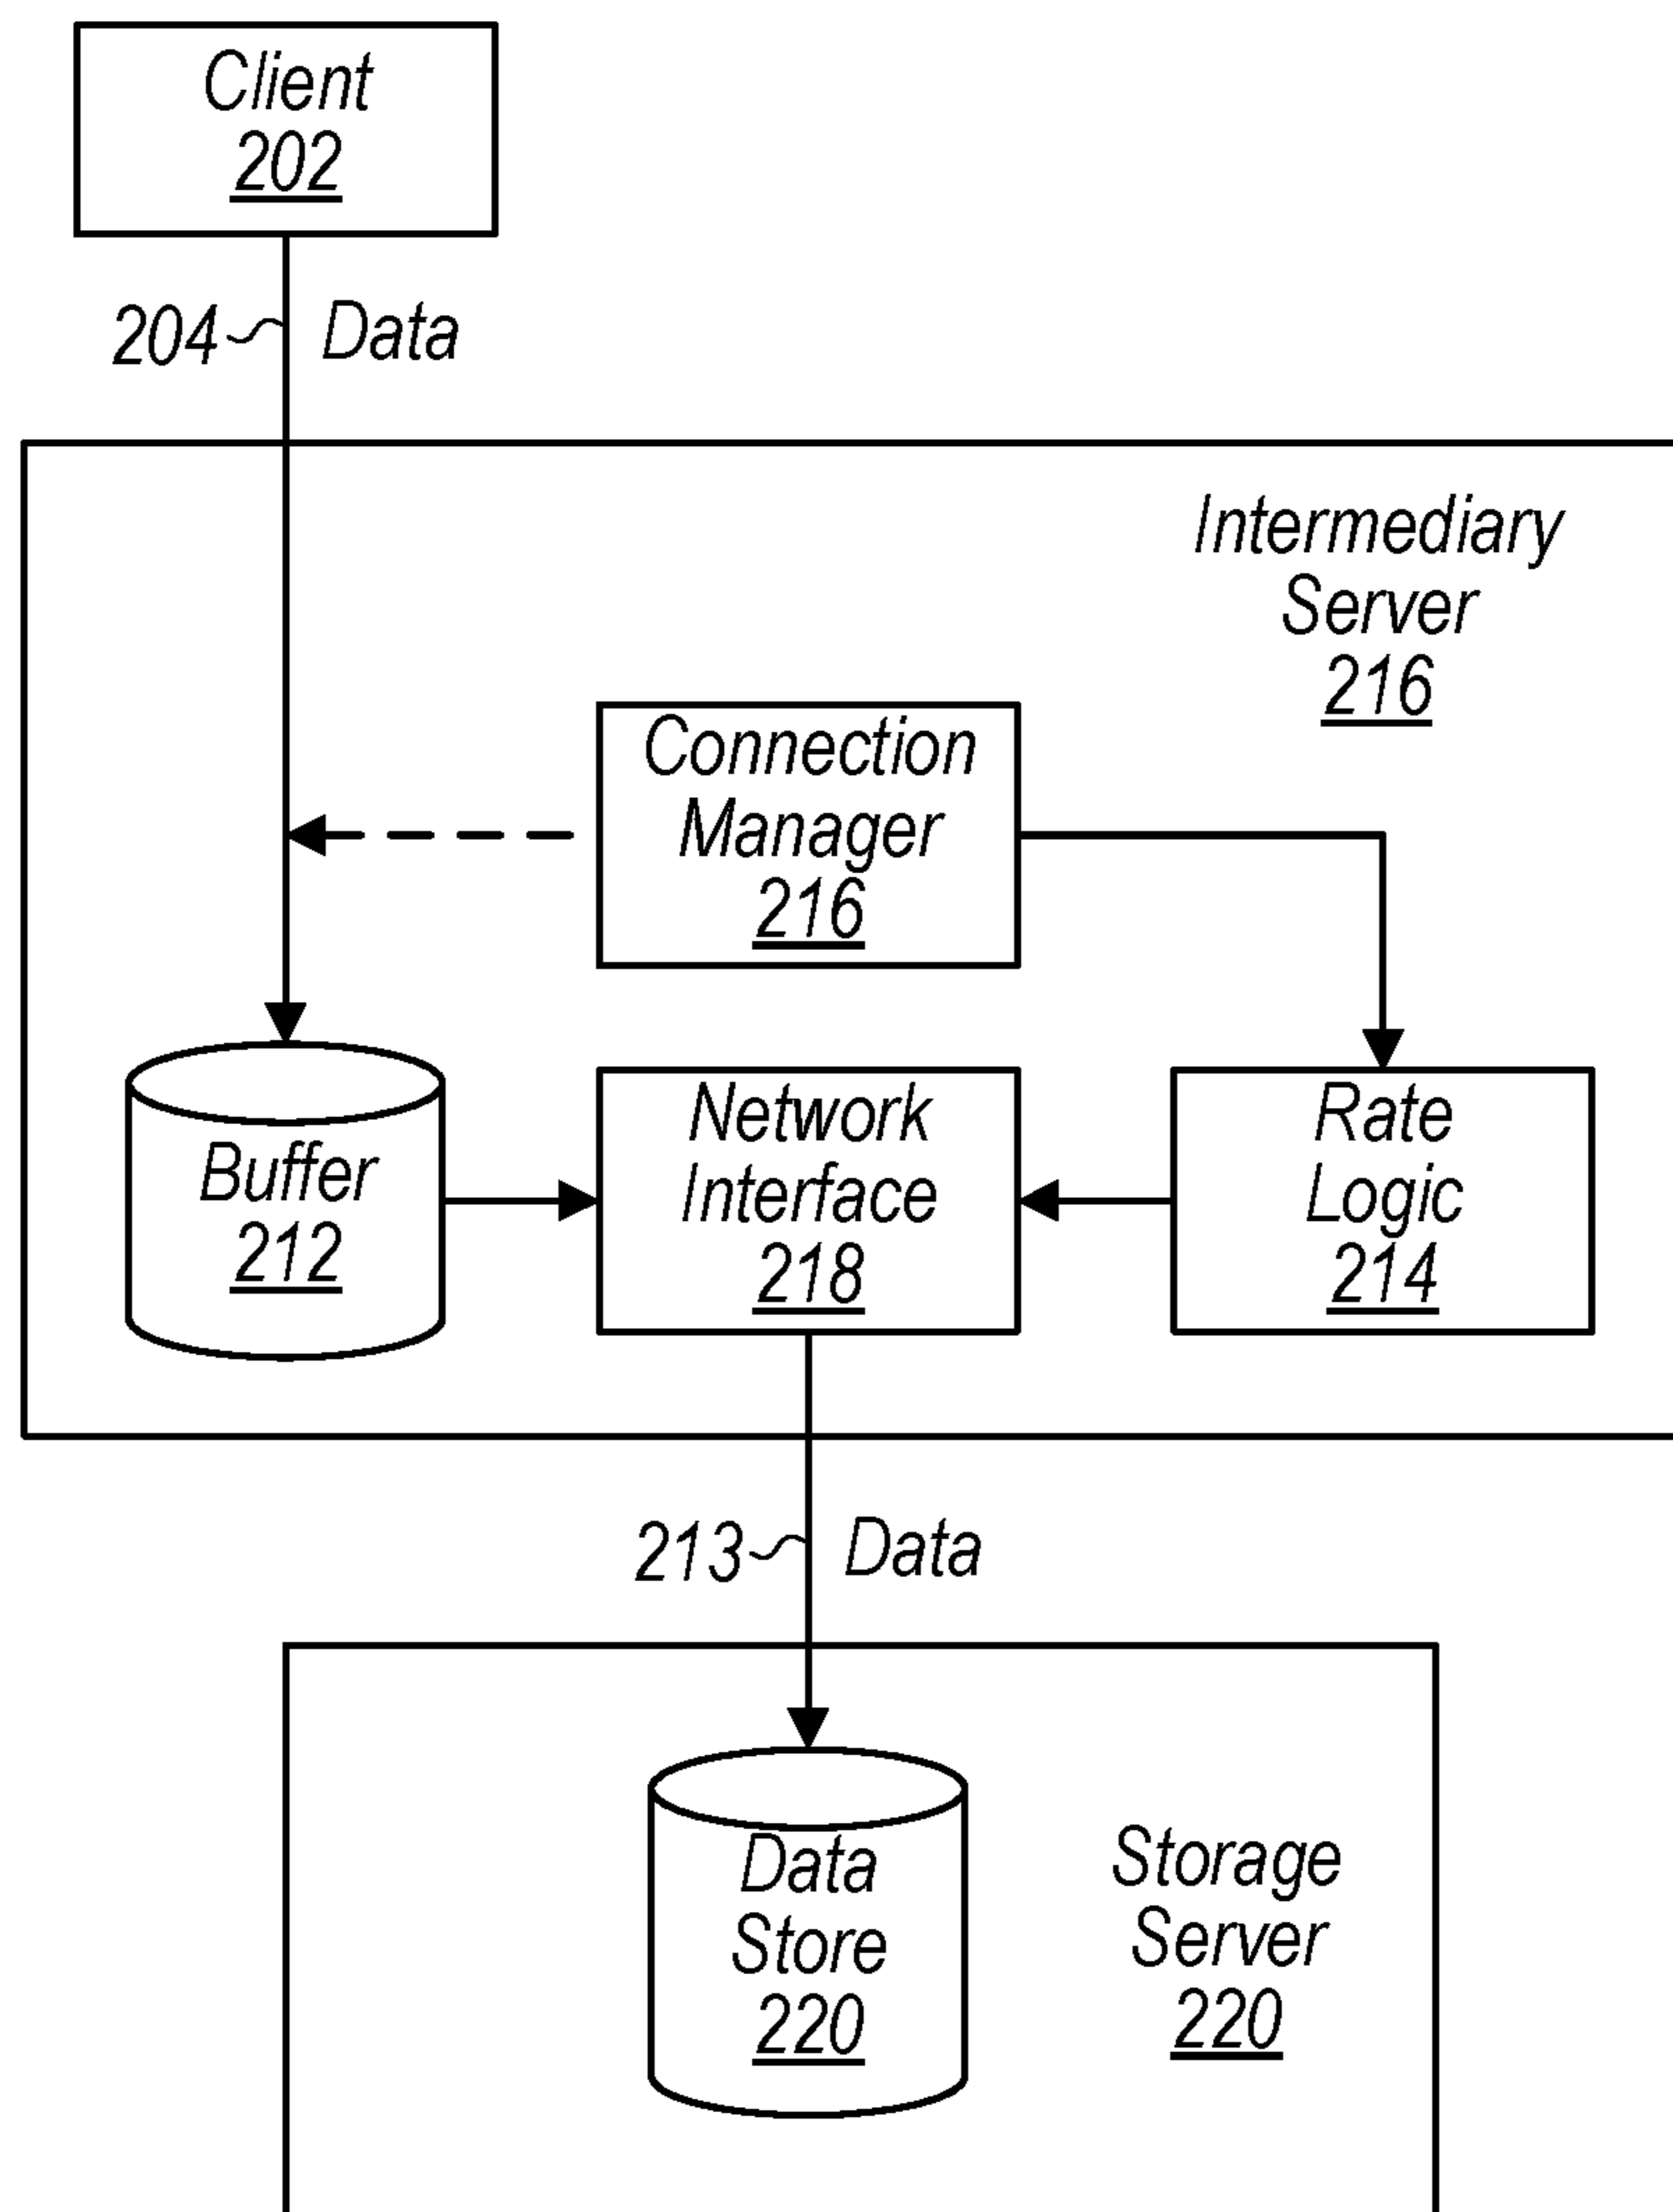 Client
202
204 Data
Intermediary
Server
216
Connection
Manager
216
Buffer
212
Network
Interface
218
Rate
Logic
214
213 Data
Data
Store
220
Storage
Server
220